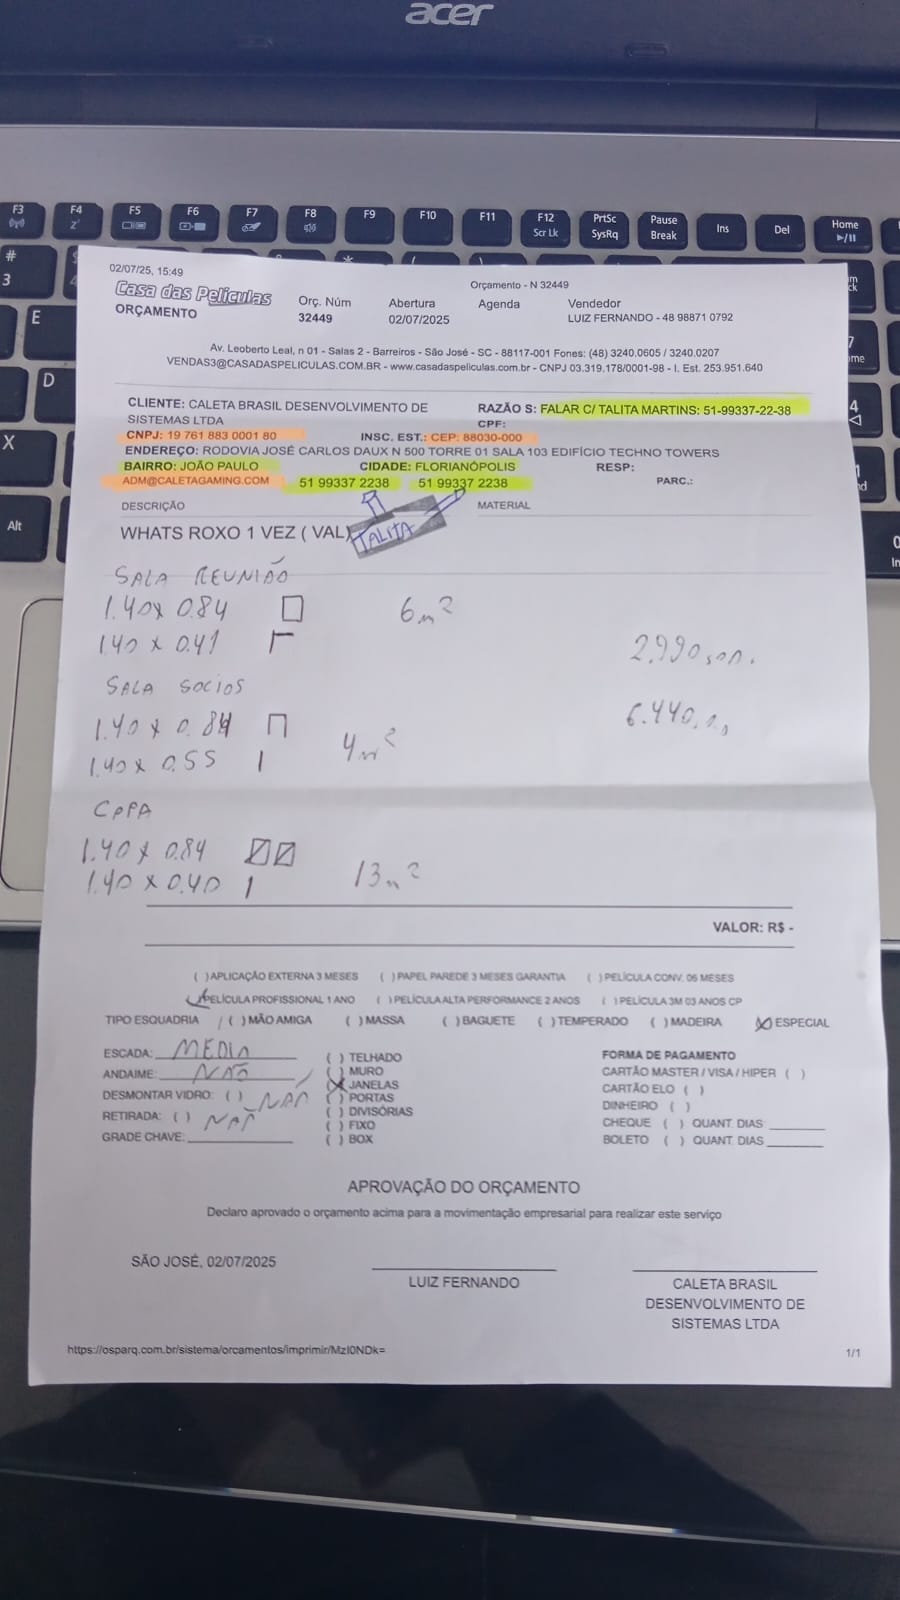 acer
F3 F4 F5 F6 F7 F8 F9 F10 F11 F12 PrtSc Pause Ins Del Home
Scr Lk SysRq Break
# 3
E
D
X
Alt
02/07/25, 15:49
Orçamento - N 32449
Casa das Películas
ORÇAMENTO
Orç. Núm Abertura Agenda Vendedor
32449 02/07/2025 LUIZ FERNANDO - 48 98871 0792
Av. Leoberto Leal, n 01 - Salas 2 - Barreiros - São José - SC - 88117-001 Fones: (48) 3240.0605 / 3240.0207
VENDAS3@CASADASPELICULAS.COM.BR - www.casadaspeliculas.com.br - CNPJ 03.319.178/0001-98 - I. Est. 253.951.640
CLIENTE: CALETA BRASIL DESENVOLVIMENTO DE SISTEMAS LTDA
RAZÃO S: FALAR C/ TALITA MARTINS: 51-99337-22-38
CPF:
CNPJ: 19 761 883 0001 80 INSC. EST.: CEP: 88030-000
ENDEREÇO: RODOVIA JOSÉ CARLOS DAUX N 500 TORRE 01 SALA 103 EDIFÍCIO TECHNO TOWERS
BAIRRO: JOÃO PAULO CIDADE: FLORIANÓPOLIS RESP:
ADM@CALETAGAMING.COM 51 99337 2238 51 99337 2238 PARC.:
DESCRIÇÃO MATERIAL
WHATS ROXO 1 VEZ ( VAL) TALITA
SALA REUNIÃO
1.40x 0.84 6m²
1.40 x 0.41 2.990,00
SALA SOCIOS
1.40 x 0.84 6.440,00
1.40 x 0.55 4m²
COPA
1.40 x 0.84
1.40 x 0.40 13m²
VALOR: R$ -
( ) APLICAÇÃO EXTERNA 3 MESES ( ) PAPEL PAREDE 3 MESES GARANTIA ( ) PELÍCULA CONV. 06 MESES
PELÍCULA PROFISSIONAL 1 ANO ( ) PELÍCULA ALTA PERFORMANCE 2 ANOS ( ) PELÍCULA 3M 03 ANOS CP
TIPO ESQUADRIA ( ) MÃO AMIGA ( ) MASSA ( ) BAGUETE ( ) TEMPERADO ( ) MADEIRA (X) ESPECIAL
ESCADA: MEDIA ( ) TELHADO FORMA DE PAGAMENTO
ANDAIME: NÃO ( ) MURO CARTÃO MASTER / VISA / HIPER ( )
(X) JANELAS CARTÃO ELO ( )
DESMONTAR VIDRO: ( ) NÃO ( ) PORTAS DINHEIRO ( )
RETIRADA: ( ) NÃO ( ) DIVISÓRIAS CHEQUE ( ) QUANT. DIAS
( ) FIXO
GRADE CHAVE: ( ) BOX BOLETO ( ) QUANT. DIAS
APROVAÇÃO DO ORÇAMENTO
Declaro aprovado o orçamento acima para a movimentação empresarial para realizar este serviço
SÃO JOSÉ, 02/07/2025
LUIZ FERNANDO
CALETA BRASIL
DESENVOLVIMENTO DE
SISTEMAS LTDA
https://osparq.com.br/sistema/orcamentos/imprimir/MzI0NDk= 1/1